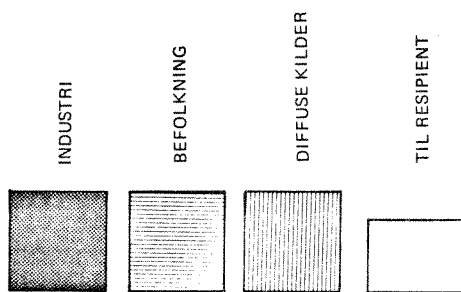 INDUSTRI
BEFOLKNING
DIFFUSE KILDER
TIL RESIPIENT